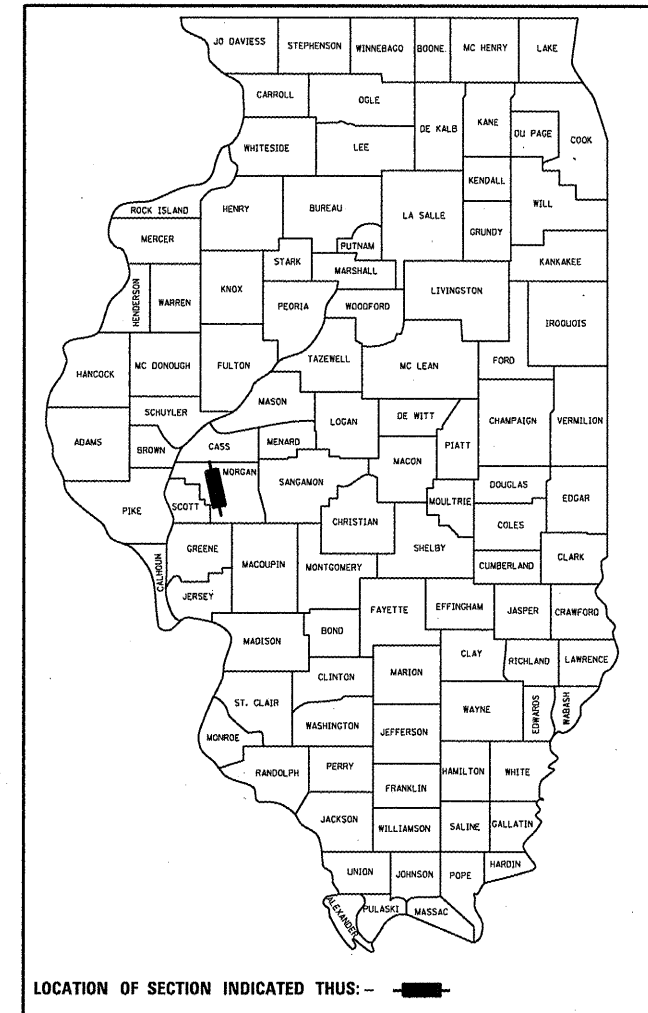 JO DAVIESS STEPHENSON WINNEBAGO BOONE MC HENRY LAKE
CARROLL OGLE DE KALB KANE DU PAGE COOK
WHITESIDE LEE
KENDALL WILL
ROCK ISLAND HENRY BUREAU LA SALLE
MERCER PUTNAM GRUNDY
STARK MARSHALL KANKAKEE
HENDERSON WARREN KNOX PEORIA WOODFORD LIVINGSTON IROQUOIS
HANCOCK MC DONOUGH FULTON TAZEWELL MC LEAN FORD
MASON
SCHUYLER LOGAN DE WITT CHAMPAIGN VERMILION
ADAMS BROWN CASS MENARD PIATT
MORGAN SANGAMON MACON
PIKE SCOTT CHRISTIAN MOULTRIE DOUGLAS EDGAR
COLES
GREENE MACOUPIN MONTGOMERY SHELBY
CALHOUN CUMBERLAND CLARK
JERSEY
FAYETTE EFFINGHAM JASPER CRAWFORD
MADISON BOND
CLAY RICHLAND LAWRENCE
CLINTON MARION
ST. CLAIR WAYNE EDWARDS WABASH
WASHINGTON JEFFERSON
MONROE
RANDOLPH PERRY HAMILTON WHITE
FRANKLIN
JACKSON WILLIAMSON SALINE GALLATIN
UNION JOHNSON POPE HARDIN
ALEXANDER PULASKI MASSAC
LOCATION OF SECTION INDICATED THUS: –